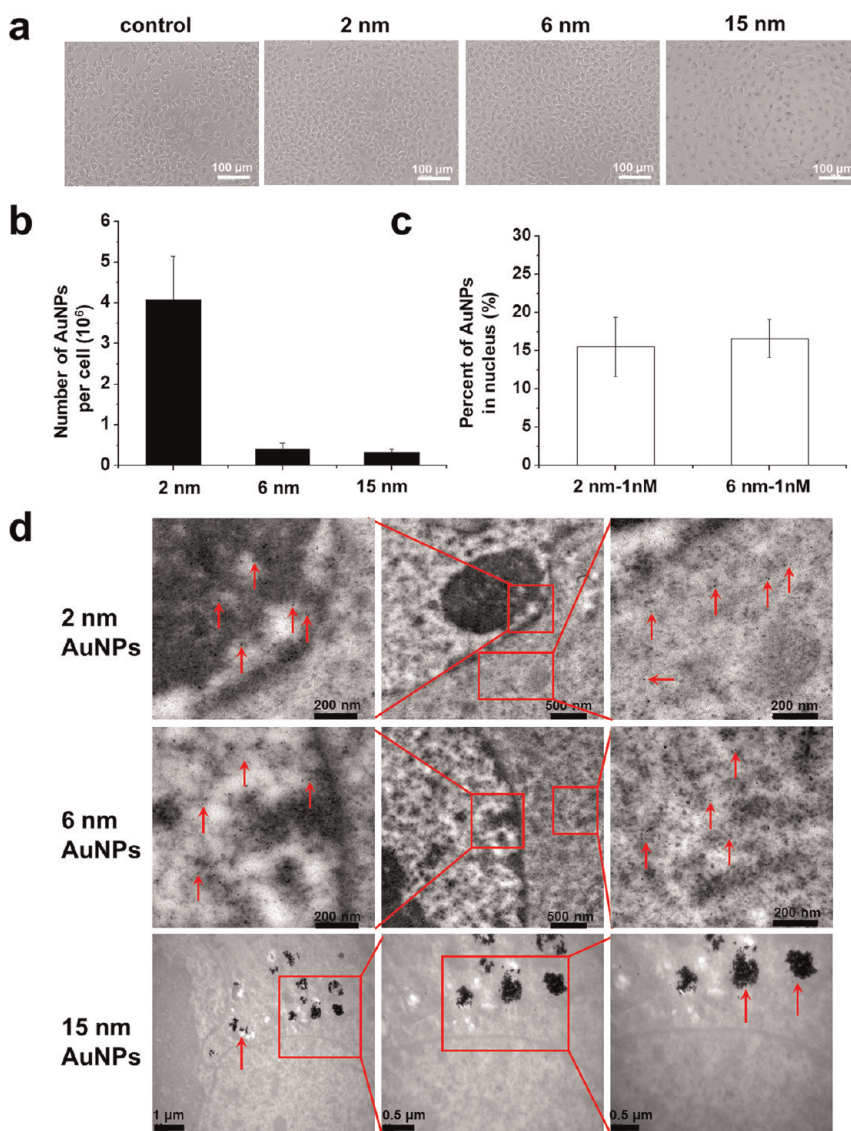 a
control 2 nm 6 nm 15 nm
100 µm 100 µm 100 µm 100 µm
b
Number of AuNPs
per cell (10⁶)
6
5
4
3
2
1
0
2 nm 6 nm 15 nm
c
Percent of AuNPs
in nucleus (%)
30
25
20
15
10
5
0
2 nm-1nM 6 nm-1nM
d
2 nm
AuNPs
200 nm 500 nm 200 nm
6 nm
AuNPs
200 nm 500 nm 200 nm
15 nm
AuNPs
1 µm 0.5 µm 0.5 µm